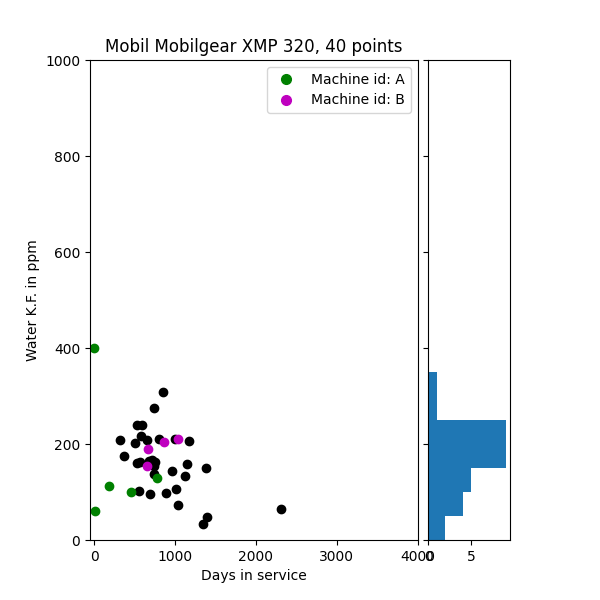 Mobil Mobilgear XMP 320, 40 points
Machine id: A
Machine id: B
1000
800
600
400
200
0
Water K.F. in ppm
0 1000 2000 3000 4000
0 5
Days in service